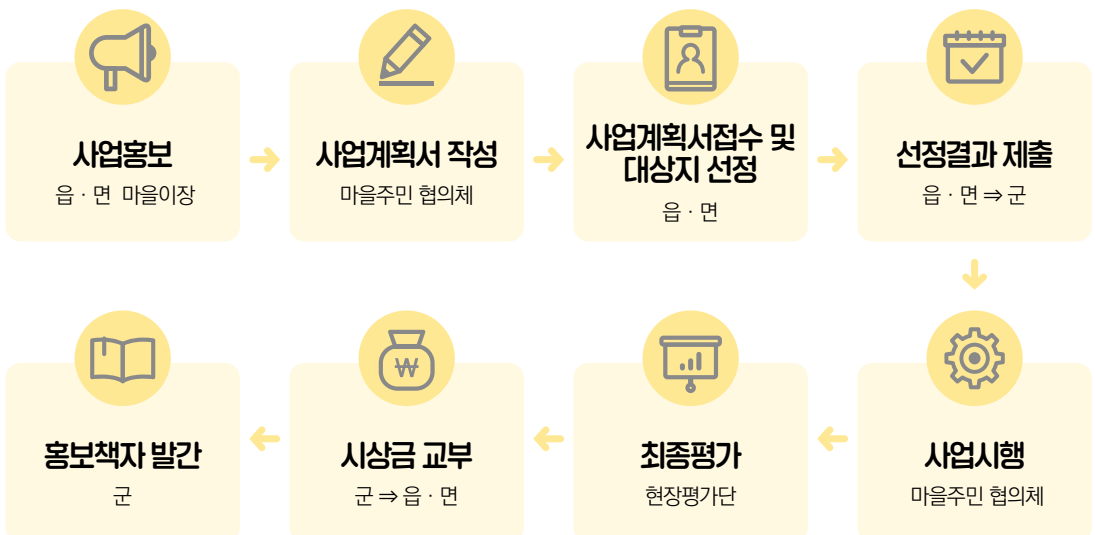 사업홍보
읍 · 면 마을이장
사업계획서 작성
마을주민 협의체
사업계획서접수 및
대상지 선정
읍 · 면
선정결과 제출
읍 · 면 ⇒ 군
사업시행
마을주민 협의체
최종평가
현장평가단
시상금 교부
군 ⇒ 읍 · 면
홍보책자 발간
군